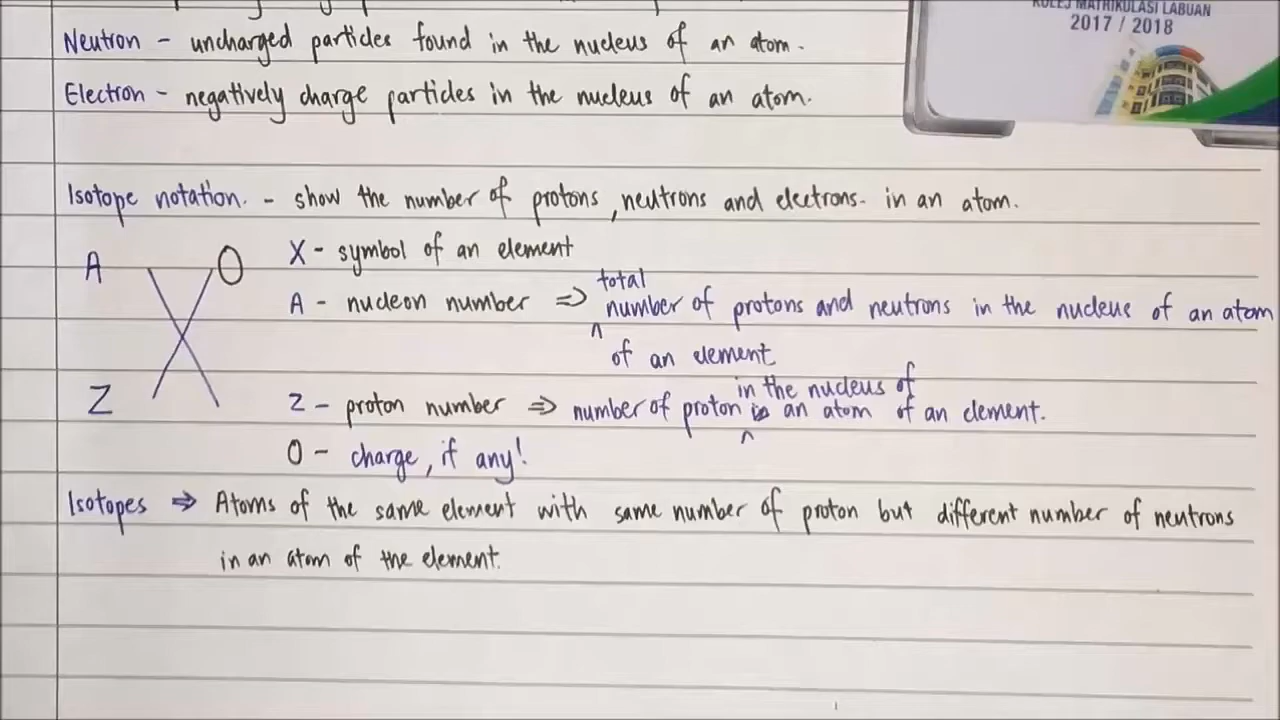 KOLEJ MATRIKULASI LABUAN
2017 / 2018
Neutron - uncharged particles found in the nucleus of an atom.
Electron - negatively charge particles in the nucleus of an atom.
Isotope notation. - show the number of protons, neutrons and electrons. in an atom.
A X O
Z
X - symbol of an element
total
A - nucleon number ⇒ number of protons and neutrons in the nucleus of an atom
of an element
in the nucleus of
Z - proton number ⇒ number of proton is an atom of an element.
O - charge, if any!
Isotopes ⇒ Atoms of the same element with same number of proton but different number of neutrons
in an atom of the element.